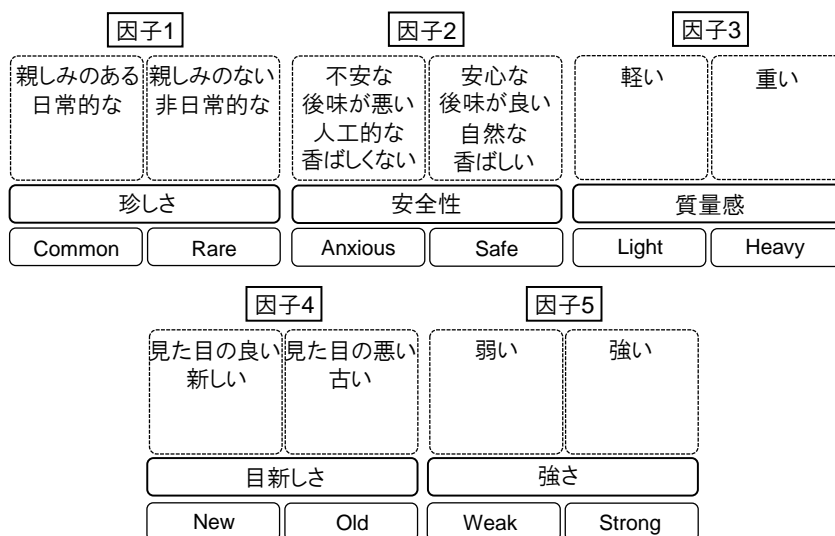 因子1
親しみのある
日常的な
親しみのない
非日常的な
珍しさ
Common
Rare
因子2
不安な
後味が悪い
人工的な
香ばしくない
安心な
後味が良い
自然な
香ばしい
安全性
Anxious
Safe
因子3
軽い
重い
質量感
Light
Heavy
因子4
見た目の良い
新しい
見た目の悪い
古い
目新しさ
New
Old
因子5
弱い
強い
強さ
Weak
Strong